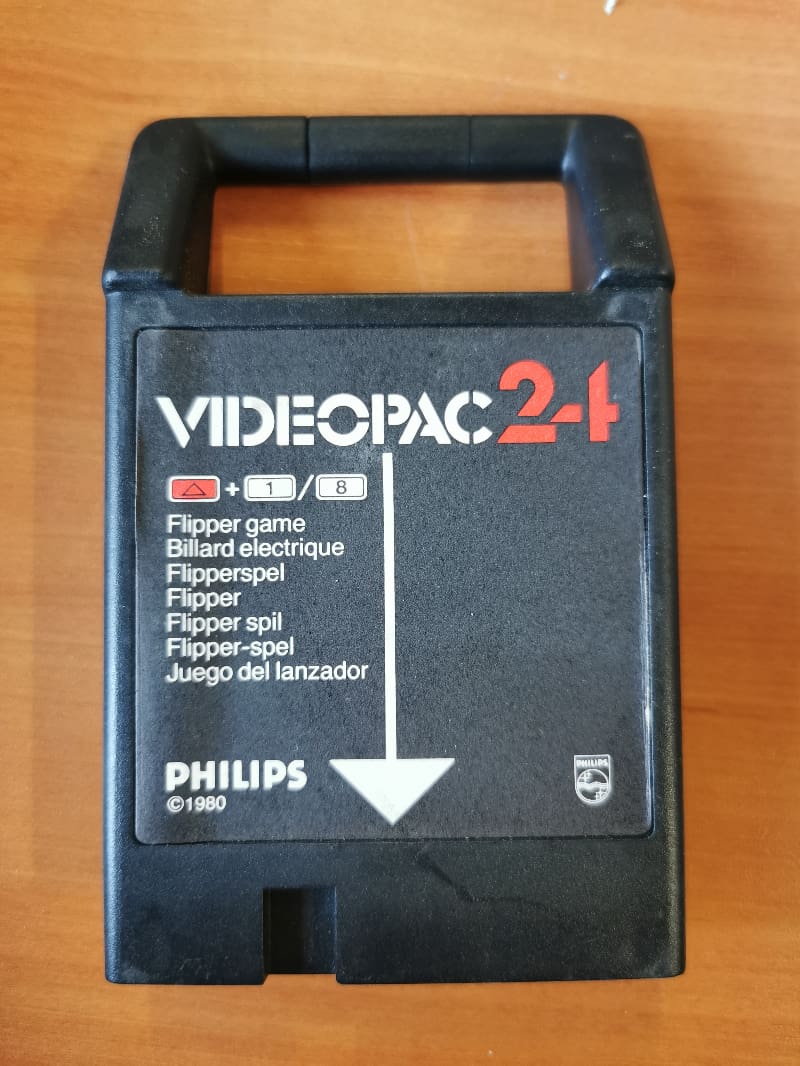 VIDEOPAC 24
△ + 1 / 8
Flipper game
Billard electrique
Flipperspel
Flipper
Flipper spil
Flipper-spel
Juego del lanzador
PHILIPS
©1980
PHILIPS